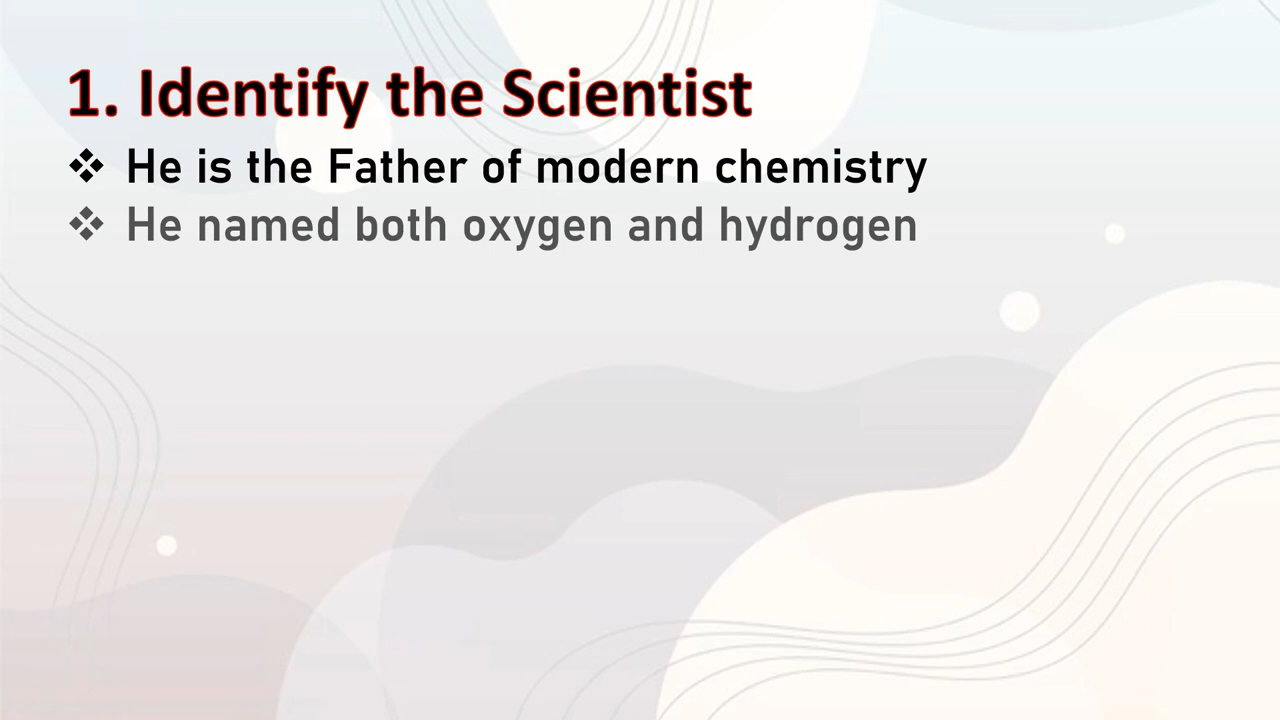 1. Identify the Scientist
❖ He is the Father of modern chemistry
❖ He named both oxygen and hydrogen